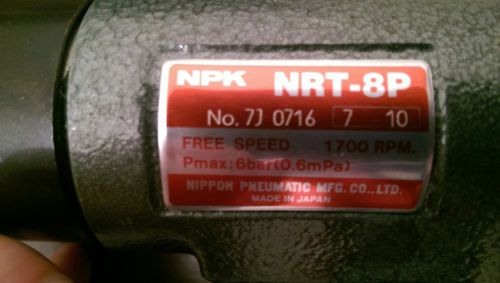 NPK NRT-8P
No. 7J 0716 7 10
FREE SPEED 1700 RPM.
Pmax:6bar(0.6mPa)
NIPPON PNEUMATIC MFG. CO.,LTD.
MADE IN JAPAN